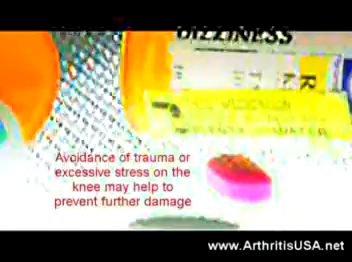 DIZZINESS
Avoidance of trauma or
excessive stress on the
knee may help to
prevent further damage
www.ArthritisUSA.net